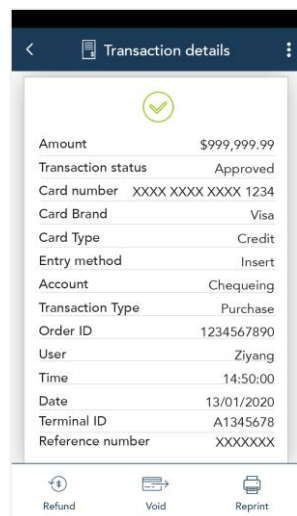 Transaction details
Amount $999,999.99
Transaction status Approved
Card number XXXX XXXX XXXX 1234
Card Brand Visa
Card Type Credit
Entry method Insert
Account Chequeing
Transaction Type Purchase
Order ID 1234567890
User Ziyang
Time 14:50:00
Date 13/01/2020
Terminal ID A1345678
Reference number XXXXXXX
Refund Void Reprint